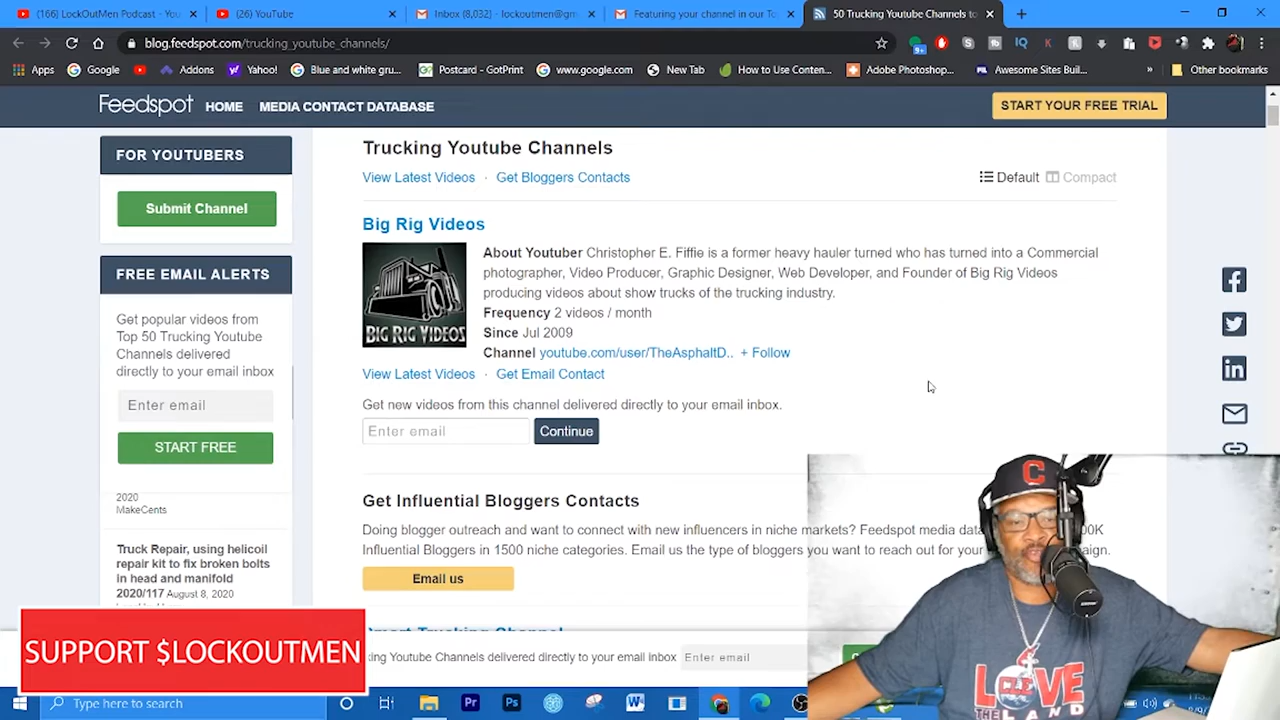 (166) LockOutMen Podcast - You
(26) YouTube
Inbox (8,032) - lockoutmen@gm
Featuring your channel in our To
50 Trucking Youtube Channels to
blog.feedspot.com/trucking_youtube_channels/
Apps
Google
Addons
Yahoo!
Blue and white gru...
Postcard - GotPrint
www.google.com
New Tab
How to Use Conten...
Adobe Photoshop...
Awesome Sites Buil...
»
Other bookmarks
Feedspot
HOME
MEDIA CONTACT DATABASE
START YOUR FREE TRIAL
FOR YOUTUBERS
Submit Channel
FREE EMAIL ALERTS
Get popular videos from
Top 50 Trucking Youtube
Channels delivered
directly to your email inbox
Enter email
START FREE
2020
MakeCents
Truck Repair, using helicoil
repair kit to fix broken bolts
in head and manifold
2020/117 August 8, 2020
Trucking Youtube Channels
View Latest Videos · Get Bloggers Contacts
Default Compact
Big Rig Videos
BIG RIG VIDEOS
About Youtuber Christopher E. Fiffie is a former heavy hauler turned who has turned into a Commercial
photographer, Video Producer, Graphic Designer, Web Developer, and Founder of Big Rig Videos
producing videos about show trucks of the trucking industry.
Frequency 2 videos / month
Since Jul 2009
Channel youtube.com/user/TheAsphaltD.. + Follow
View Latest Videos · Get Email Contact
Get new videos from this channel delivered directly to your email inbox.
Enter email
Continue
Get Influential Bloggers Contacts
Doing blogger outreach and want to connect with new influencers in niche markets? Feedspot media data
Influential Bloggers in 1500 niche categories. Email us the type of bloggers you want to reach out for your
Email us
Smart Trucking Channel
king Youtube Channels delivered directly to your email inbox
Enter email
SUPPORT $LOCKOUTMEN
Type here to search
C
LOVE
CLE
THE LAND